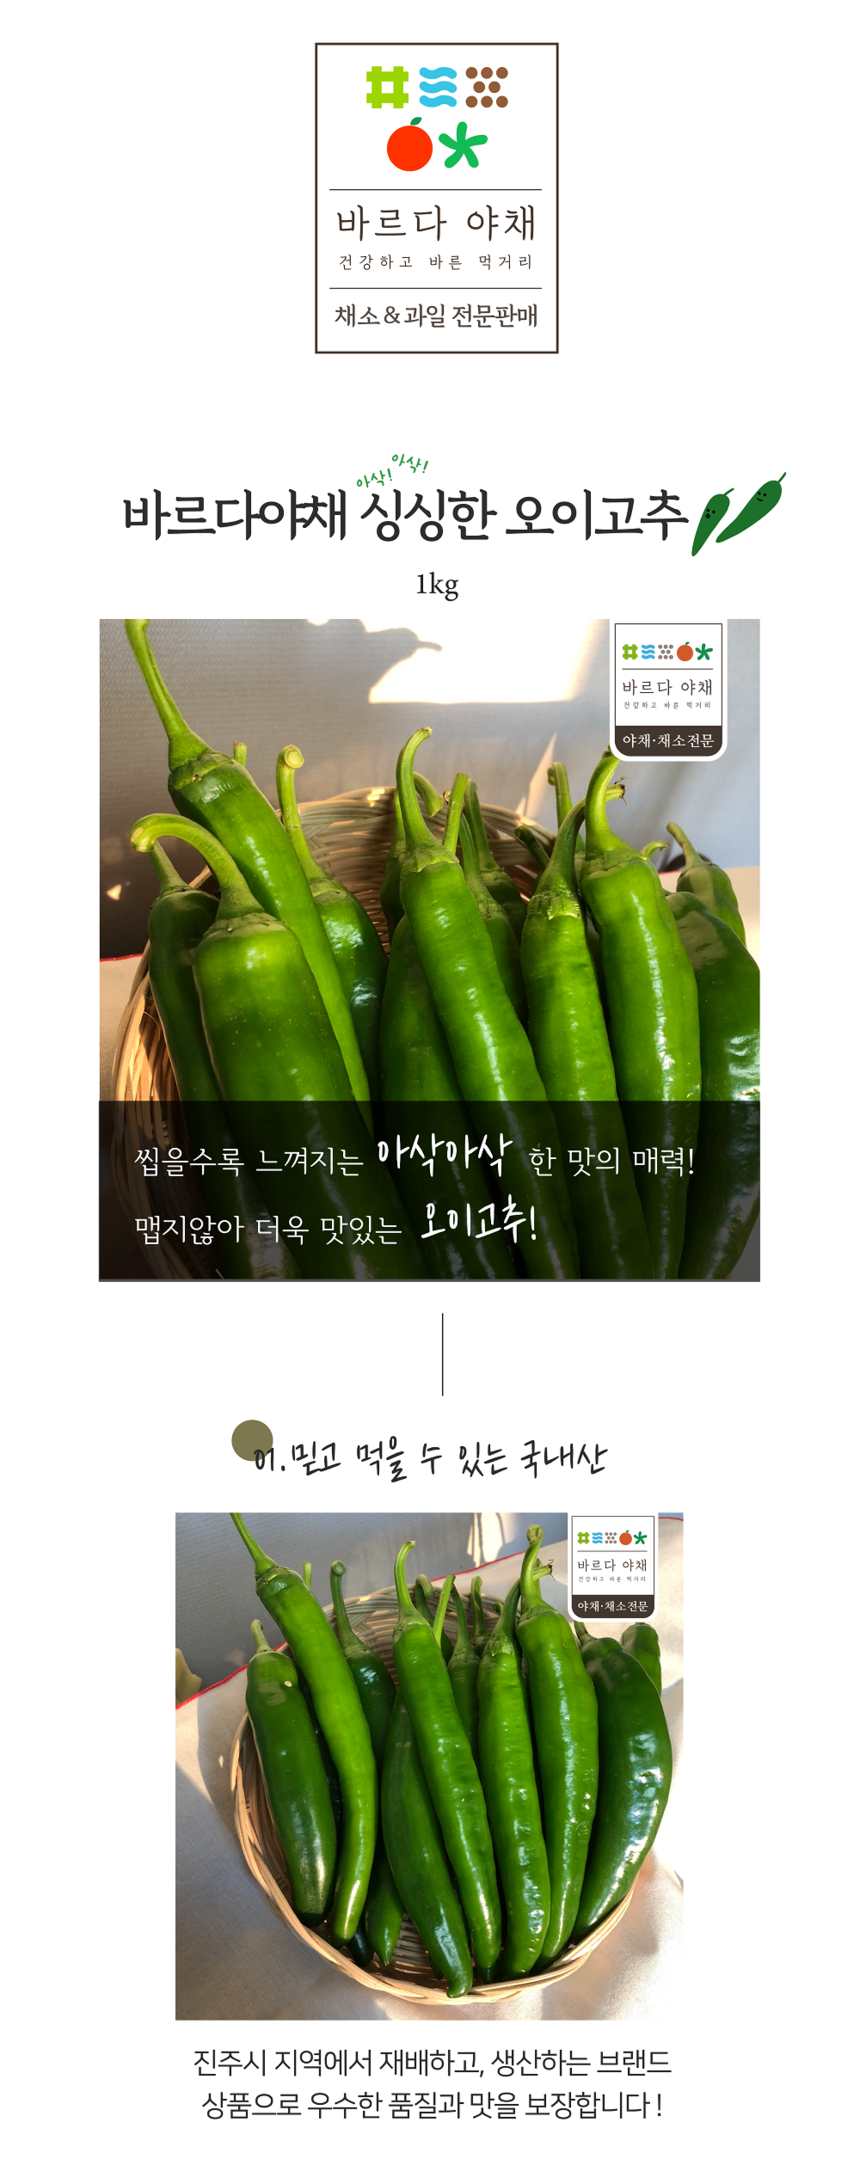 바르다 야채
건강하고 바른 먹거리
채소&과일 전문판매
아삭! 아삭!
바르다야채 싱싱한 오이고추
1kg
바르다 야채
건강하고 바른 먹거리
야채·채소전문
씹을수록 느껴지는 아삭아삭 한 맛의 매력!
맵지않아 더욱 맛있는 오이고추!
01.믿고 먹을 수 있는 국내산
바르다 야채
건강하고 바른 먹거리
야채·채소전문
진주시 지역에서 재배하고, 생산하는 브랜드
상품으로 우수한 품질과 맛을 보장합니다!